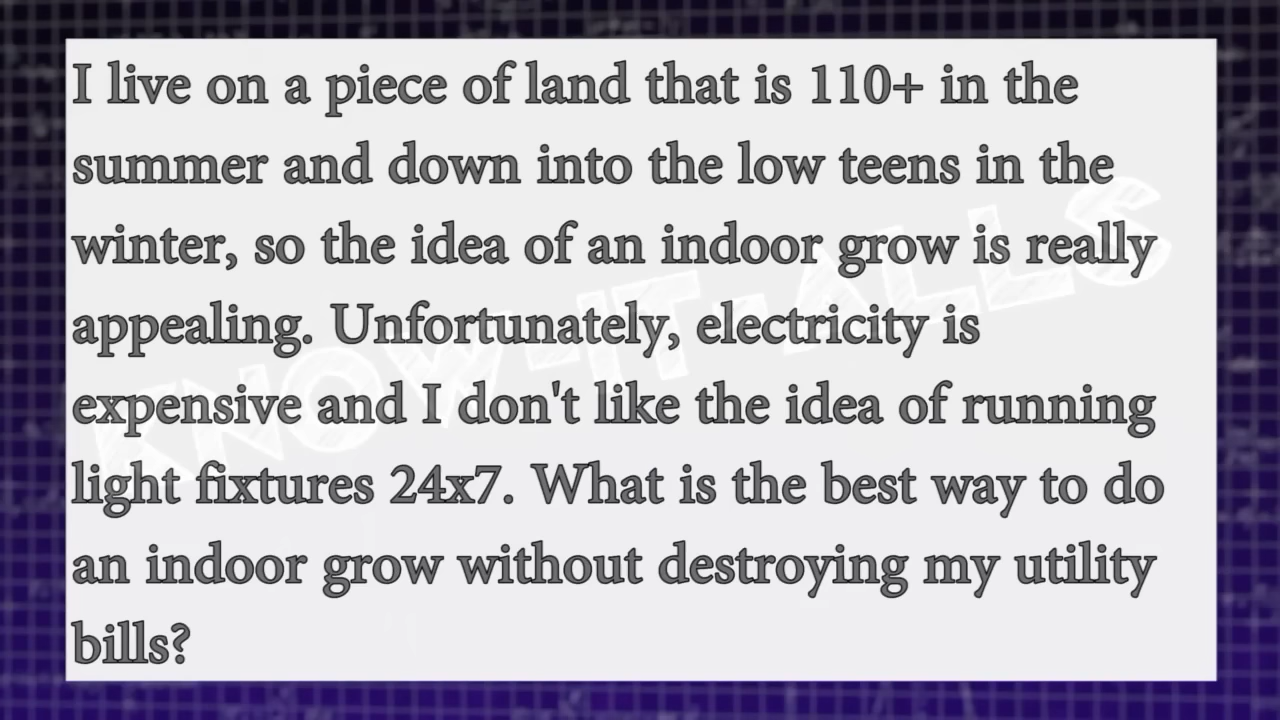 I live on a piece of land that is 110+ in the
summer and down into the low teens in the
winter, so the idea of an indoor grow is really
appealing. Unfortunately, electricity is
expensive and I don't like the idea of running
light fixtures 24x7. What is the best way to do
an indoor grow without destroying my utility
bills?
KNOW-IT-ALLS